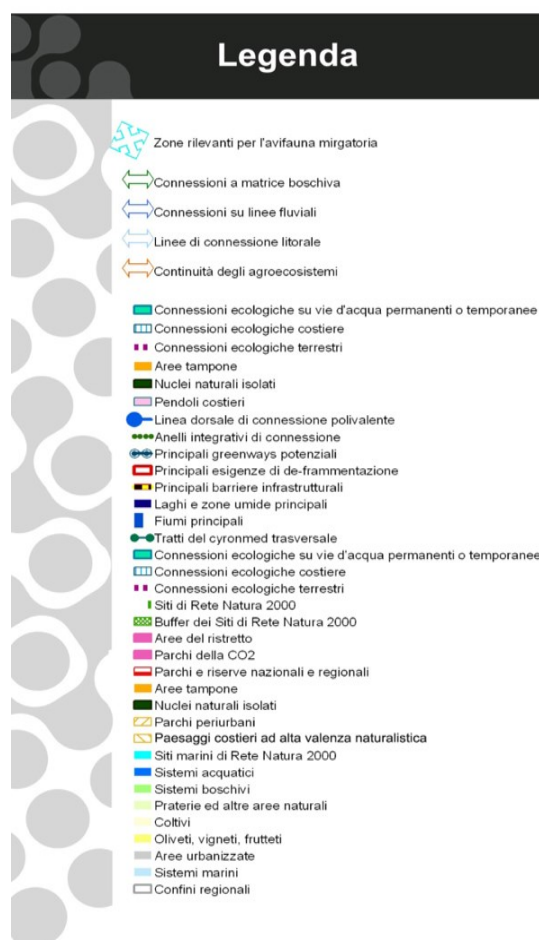 Legenda
Zone rilevanti per l'avifauna mirgatoria
Connessioni a matrice boschiva
Connessioni su linee fluviali
Linee di connessione litorale
Continuità degli agroecosistemi
Connessioni ecologiche su vie d'acqua permanenti o temporanee
Connessioni ecologiche costiere
Connessioni ecologiche terrestri
Aree tampone
Nuclei naturali isolati
Pendoli costieri
Linea dorsale di connessione polivalente
Anelli integrativi di connessione
Principali greenways potenziali
Principali esigenze di de-frammentazione
Principali barriere infrastrutturali
Laghi e zone umide principali
Fiumi principali
Tratti del cyronmed trasversale
Connessioni ecologiche su vie d'acqua permanenti o temporanee
Connessioni ecologiche costiere
Connessioni ecologiche terrestri
Siti di Rete Natura 2000
Buffer dei Siti di Rete Natura 2000
Aree del ristretto
Parchi della CO2
Parchi e riserve nazionali e regionali
Aree tampone
Nuclei naturali isolati
Parchi periurbani
Paesaggi costieri ad alta valenza naturalistica
Siti marini di Rete Natura 2000
Sistemi acquatici
Sistemi boschivi
Praterie ed altre aree naturali
Coltivi
Oliveti, vigneti, frutteti
Aree urbanizzate
Sistemi marini
Confini regionali